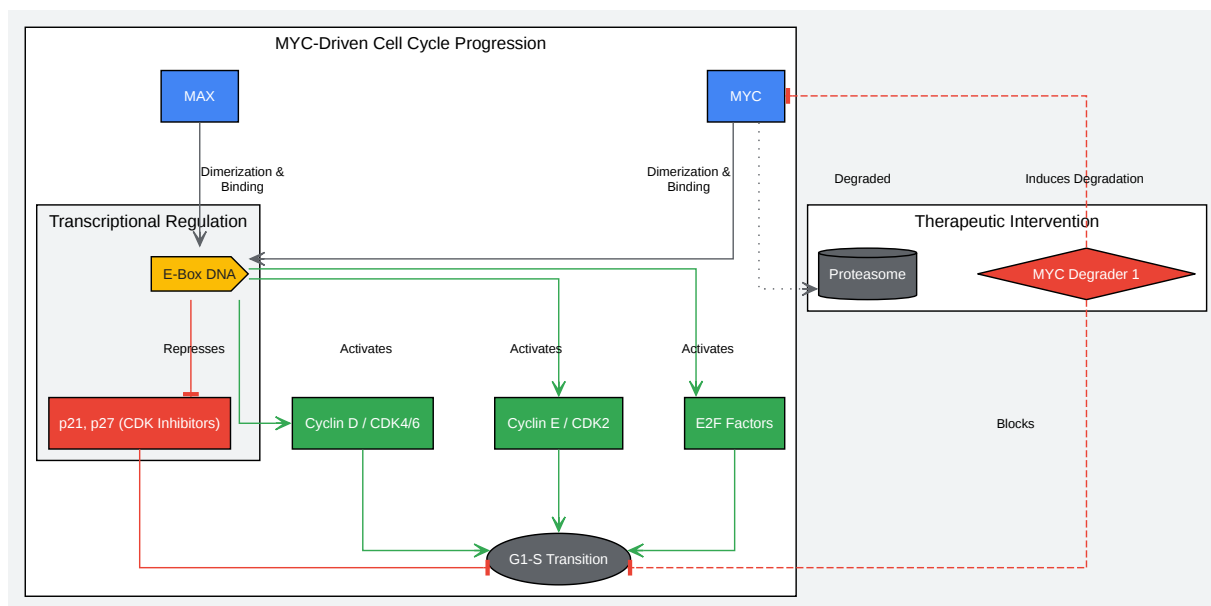 MYC-Driven Cell Cycle Progression
MAX
MYC
Dimerization &
Binding
Dimerization &
Binding
Degraded
Induces Degradation
Transcriptional Regulation
Therapeutic Intervention
E-Box DNA
Proteasome
MYC Degrader 1
Represses
Activates
Activates
Activates
p21, p27 (CDK Inhibitors)
Cyclin D / CDK4/6
Cyclin E / CDK2
E2F Factors
Blocks
G1-S Transition